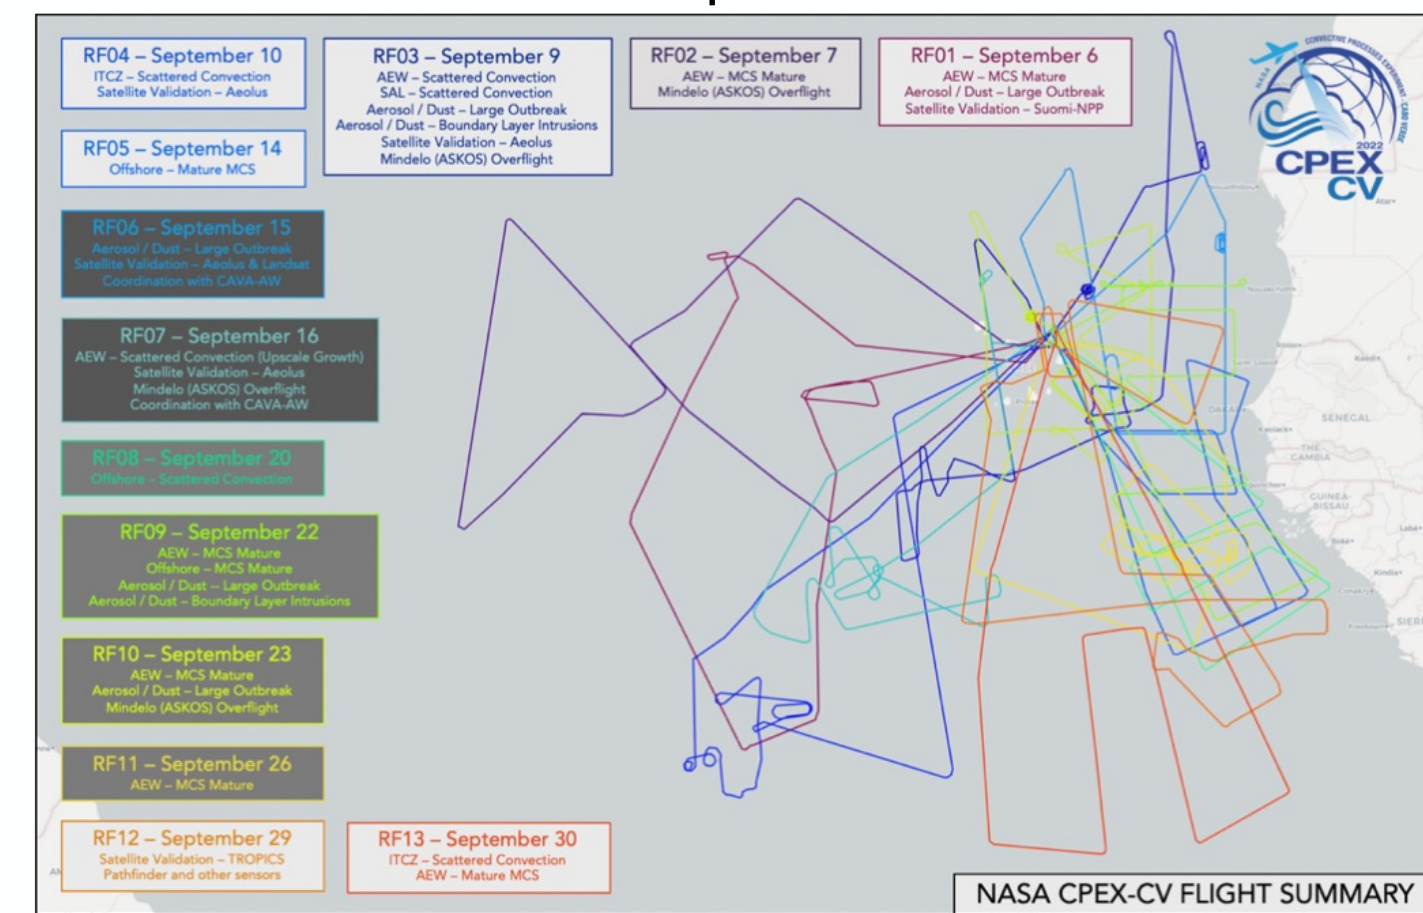 RF04 – September 10
ITCZ – Scattered Convection
Satellite Validation – Aeolus
RF03 – September 9
AEW – Scattered Convection
SAL – Scattered Convection
Aerosol / Dust – Large Outbreak
Aerosol / Dust – Boundary Layer Intrusions
Satellite Validation – Aeolus
Mindelo (ASKOS) Overflight
RF02 – September 7
AEW – MCS Mature
Mindelo (ASKOS) Overflight
RF01 – September 6
AEW – MCS Mature
Aerosol / Dust – Large Outbreak
Satellite Validation – Suomi-NPP
NASA CONVECTIVE PROCESSES EXPERIMENT - CABO VERDE
2022
CPEX
CV
RF05 – September 14
Offshore – Mature MCS
RF06 – September 15
Aerosol / Dust – Large Outbreak
Satellite Validation – Aeolus & Landsat
Coordination with CAVA-AW
RF07 – September 16
AEW – Scattered Convection (Upscale Growth)
Satellite Validation – Aeolus
Mindelo (ASKOS) Overflight
Coordination with CAVA-AW
RF08 – September 20
Offshore – Scattered Convection
RF09 – September 22
AEW – MCS Mature
Offshore – MCS Mature
Aerosol / Dust – Large Outbreak
Aerosol / Dust – Boundary Layer Intrusions
RF10 – September 23
AEW – MCS Mature
Aerosol / Dust – Large Outbreak
Mindelo (ASKOS) Overflight
RF11 – September 26
AEW – MCS Mature
RF12 – September 29
Satellite Validation – TROPICS
Pathfinder and other sensors
RF13 – September 30
ITCZ – Scattered Convection
AEW – Mature MCS
Atar
SENEGAL
THE
GAMBIA
GUINEA-
BISSAU
Labé
Kindia
NASA CPEX-CV FLIGHT SUMMARY